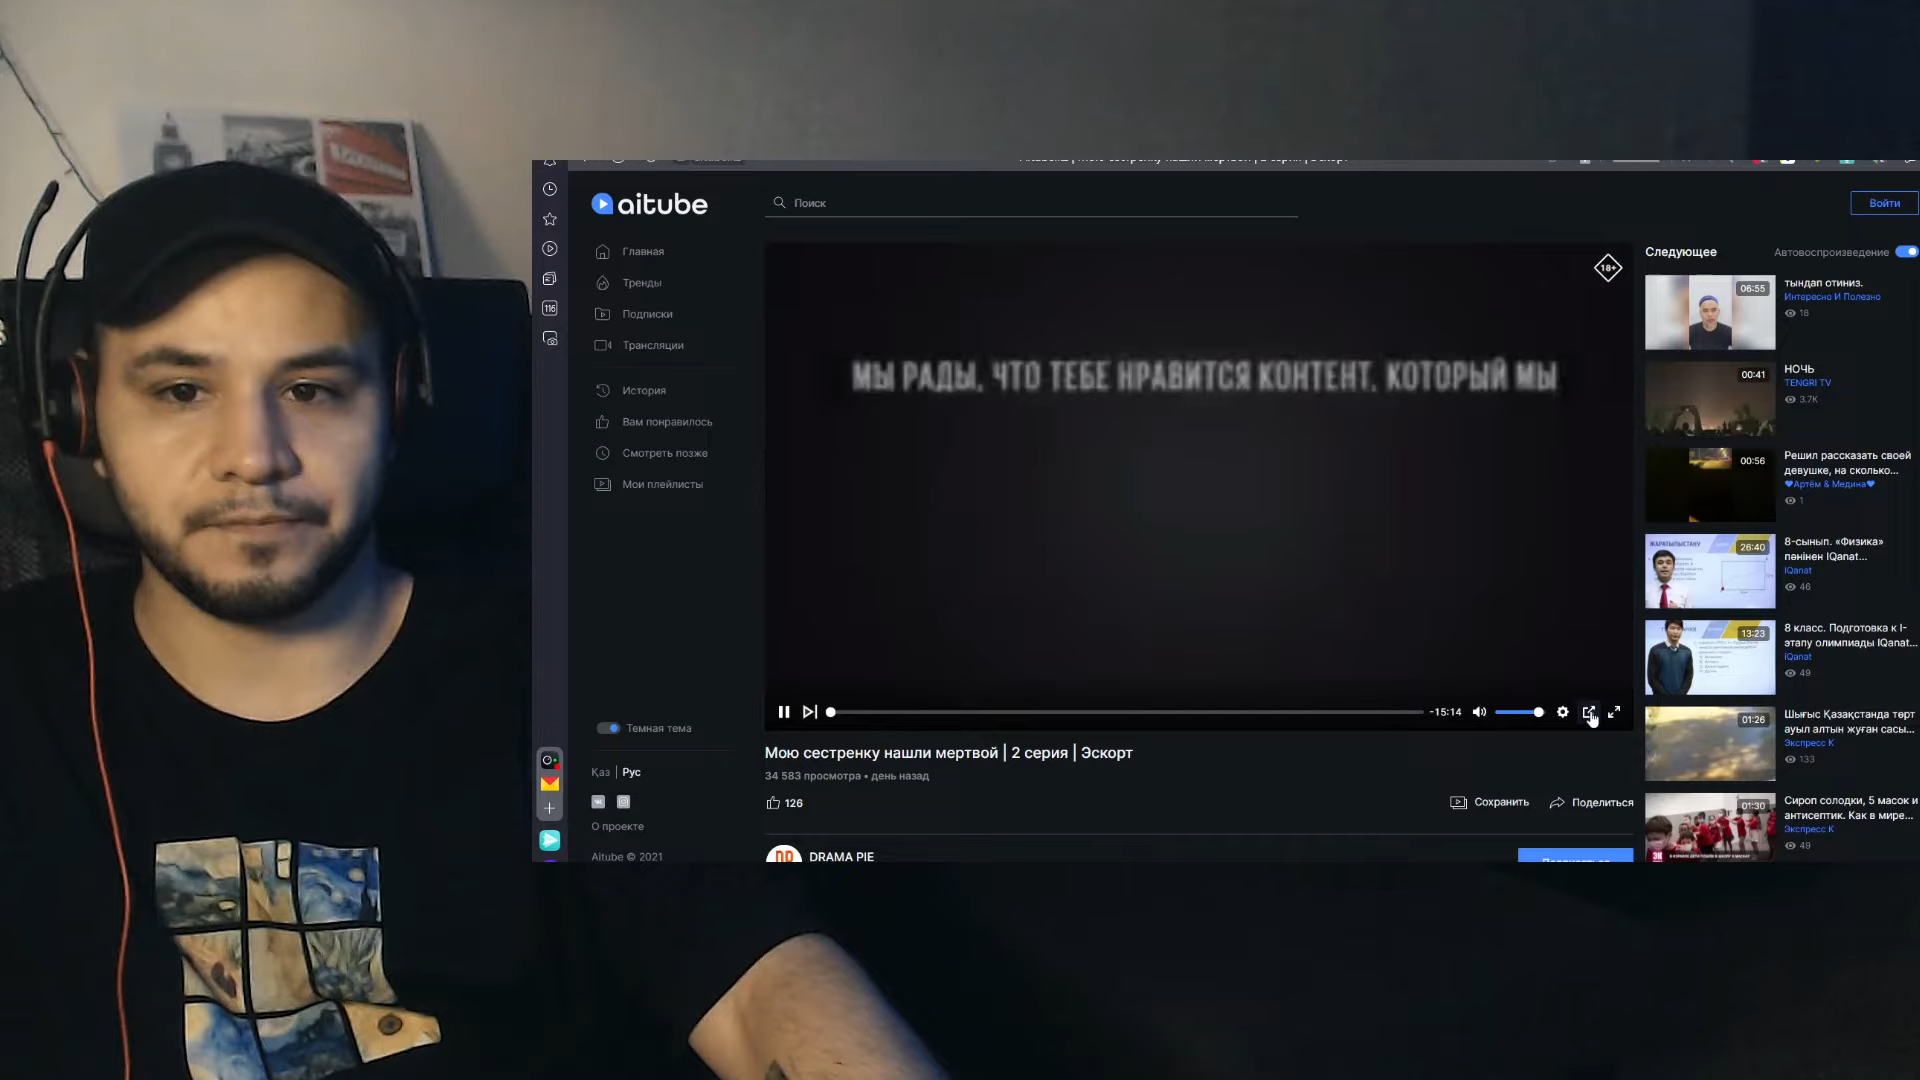 aitube
Поиск
Войти
Главная
Тренды
Подписки
Трансляции
История
Вам понравилось
Смотреть позже
Мои плейлисты
Темная тема
Қаз | Рус
О проекте
Aitube © 2021
116
18+
МЫ РАДЫ, ЧТО ТЕБЕ НРАВИТСЯ КОНТЕНТ, КОТОРЫЙ МЫ
-15:14
Мою сестренку нашли мертвой | 2 серия | Эскорт
34 583 просмотра • день назад
126
Сохранить
Поделиться
DRAMA PIE
Следующее
Автовоспроизведение
06:55
тындап отиниз.
Интересно И Полезно
18
00:41
НОЧЬ
TENGRI TV
3.7K
00:56
Решил рассказать своей
девушке, на сколько...
❤Артём & Медина❤
1
26:40
8-сынып. «Физика»
пәнінен IQanat...
iQanat
46
13:23
8 класс. Подготовка к I-
этапу олимпиады IQanat...
iQanat
49
01:26
Шығыс Қазақстанда төрт
ауыл алтын жуған сасы...
Экспресс К
133
01:30
Сироп солодки, 5 масок и
антисептик. Как в мире...
Экспресс К
49